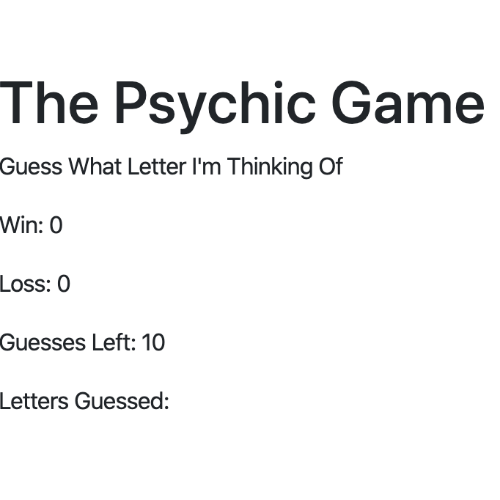 The Psychic Game
Guess What Letter I'm Thinking Of
Win: 0
Loss: 0
Guesses Left: 10
Letters Guessed: